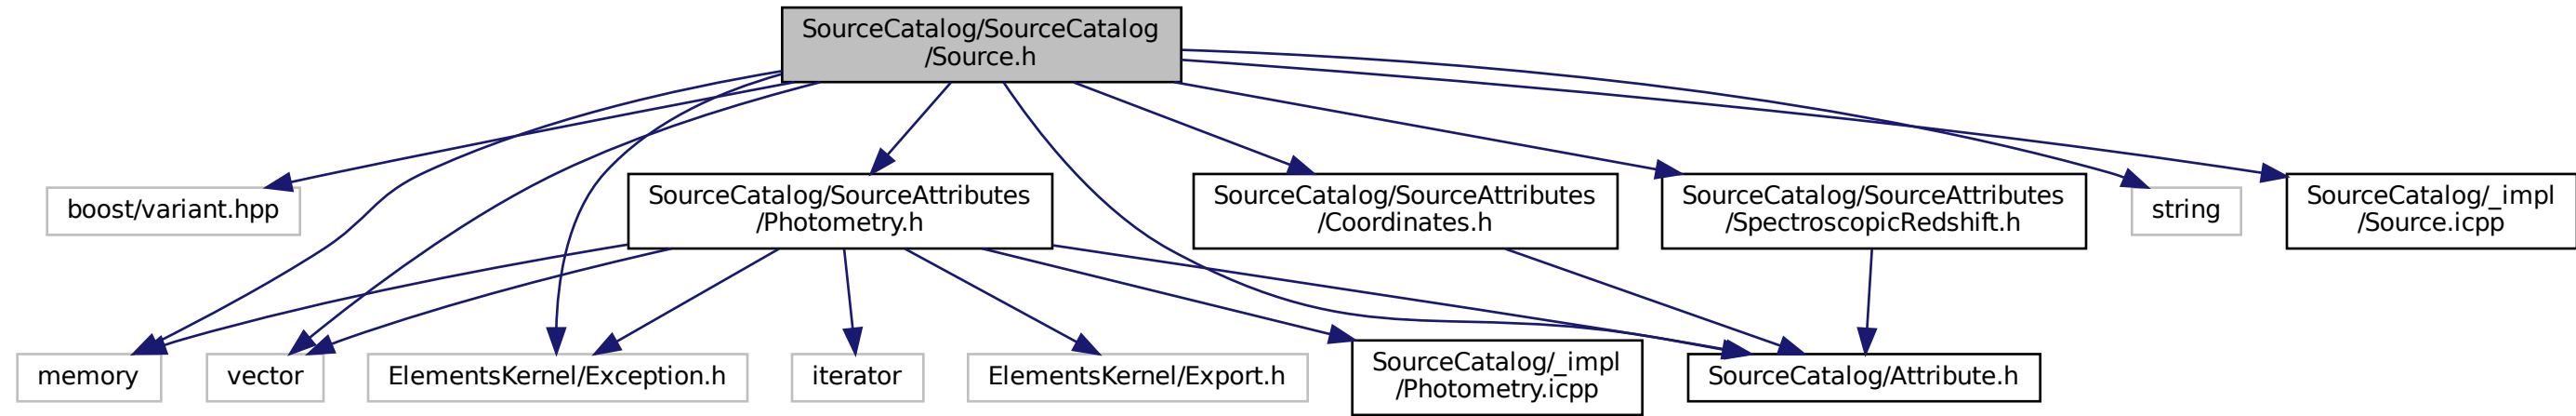 SourceCatalog/SourceCatalog
/Source.h
boost/variant.hpp
SourceCatalog/SourceAttributes
/Photometry.h
SourceCatalog/SourceAttributes
/Coordinates.h
SourceCatalog/SourceAttributes
/SpectroscopicRedshift.h
string
SourceCatalog/_impl
/Source.icpp
memory
vector
ElementsKernel/Exception.h
iterator
ElementsKernel/Export.h
SourceCatalog/_impl
/Photometry.icpp
SourceCatalog/Attribute.h